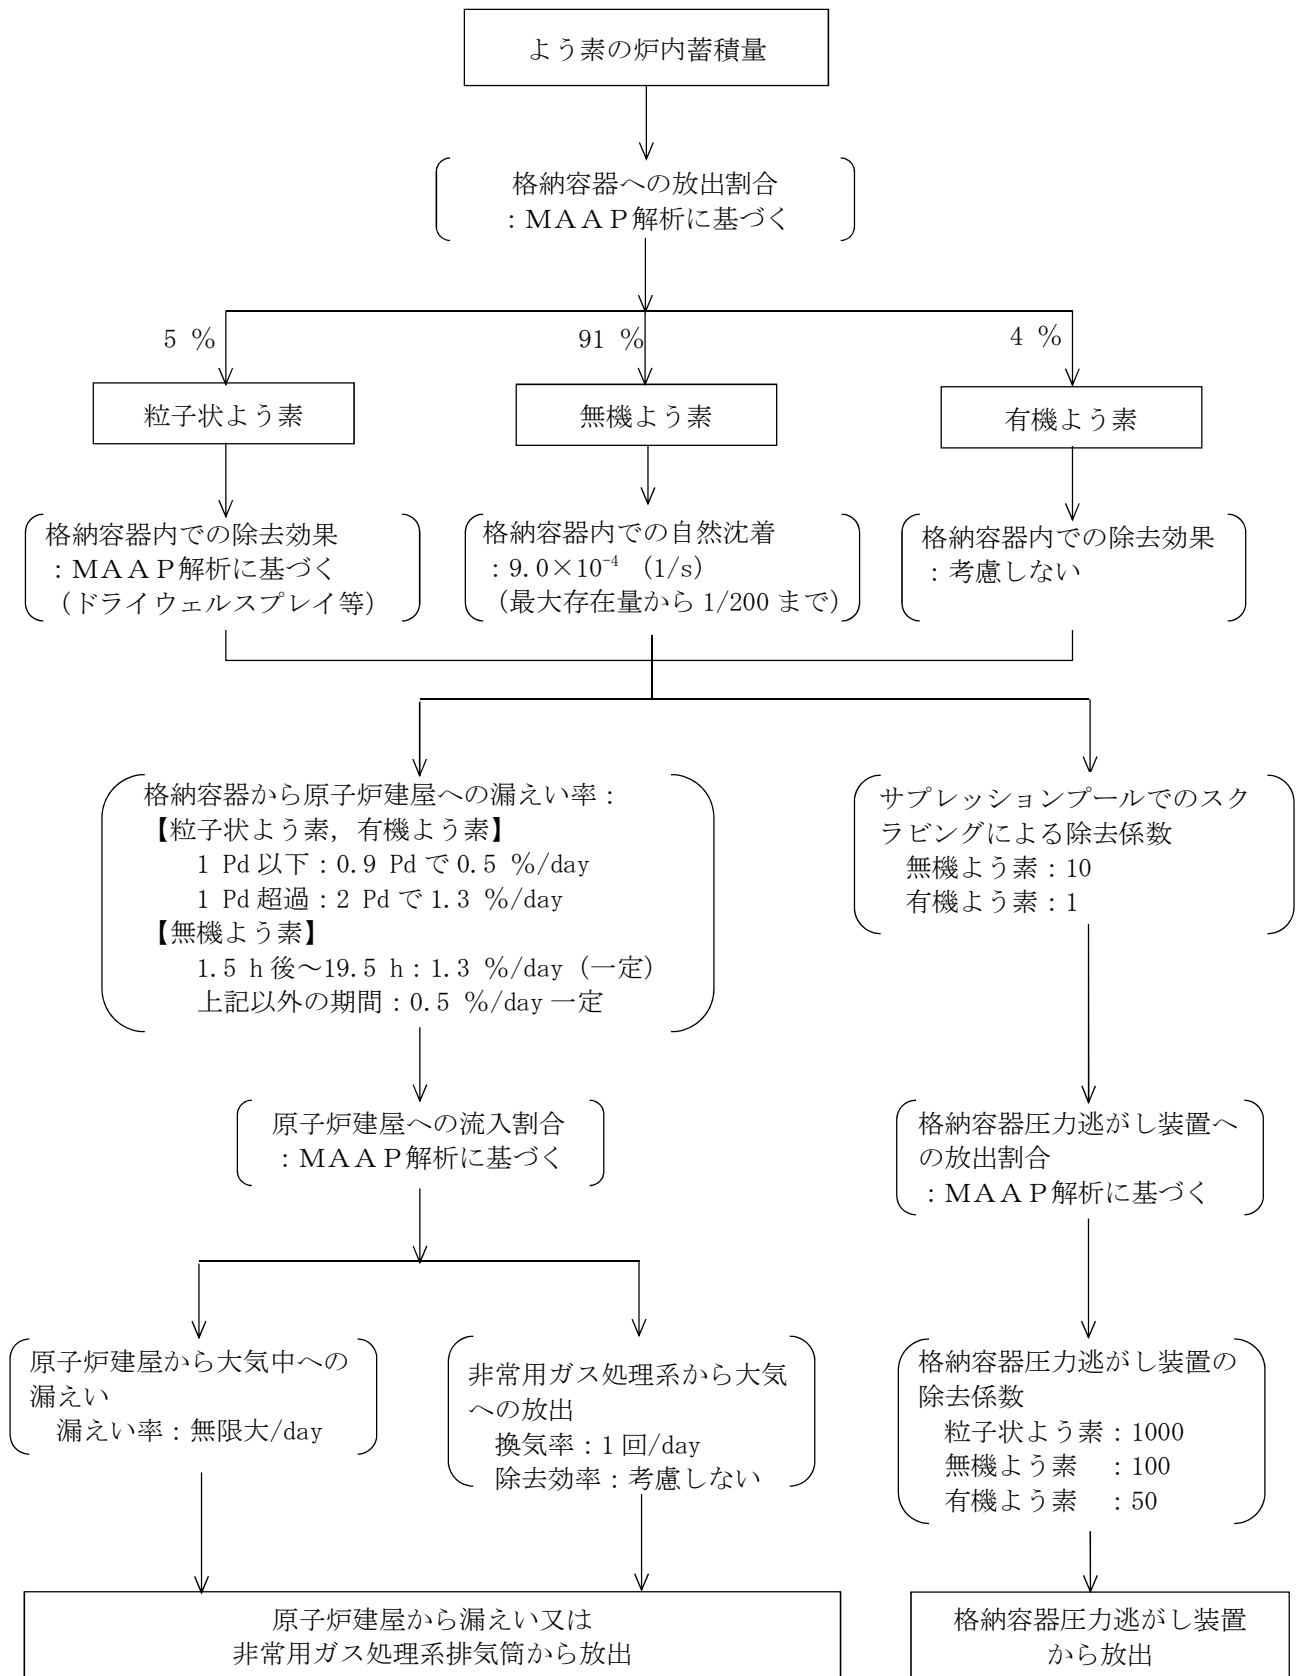 よう素の炉内蓄積量
格納容器への放出割合
：ＭＡＡＰ解析に基づく
5 %
91 %
4 %
粒子状よう素
無機よう素
有機よう素
格納容器内での除去効果
：ＭＡＡＰ解析に基づく
（ドライウェルスプレイ等）
格納容器内での自然沈着
：9.0×10⁻⁴ (1/s)
（最大存在量から 1/200 まで）
格納容器内での除去効果
：考慮しない
格納容器から原子炉建屋への漏えい率：
【粒子状よう素，有機よう素】
1 Pd 以下：0.9 Pd で 0.5 %/day
1 Pd 超過：2 Pd で 1.3 %/day
【無機よう素】
1.5 h 後～19.5 h：1.3 %/day（一定）
上記以外の期間：0.5 %/day 一定
サプレッションプールでのスク
ラビングによる除去係数
無機よう素：10
有機よう素：1
原子炉建屋への流入割合
：ＭＡＡＰ解析に基づく
格納容器圧力逃がし装置へ
の放出割合
：ＭＡＡＰ解析に基づく
原子炉建屋から大気中への
漏えい
漏えい率：無限大/day
非常用ガス処理系から大気
への放出
換気率：1 回/day
除去効率：考慮しない
格納容器圧力逃がし装置の
除去係数
粒子状よう素：1000
無機よう素　：100
有機よう素　：50
原子炉建屋から漏えい又は
非常用ガス処理系排気筒から放出
格納容器圧力逃がし装置
から放出